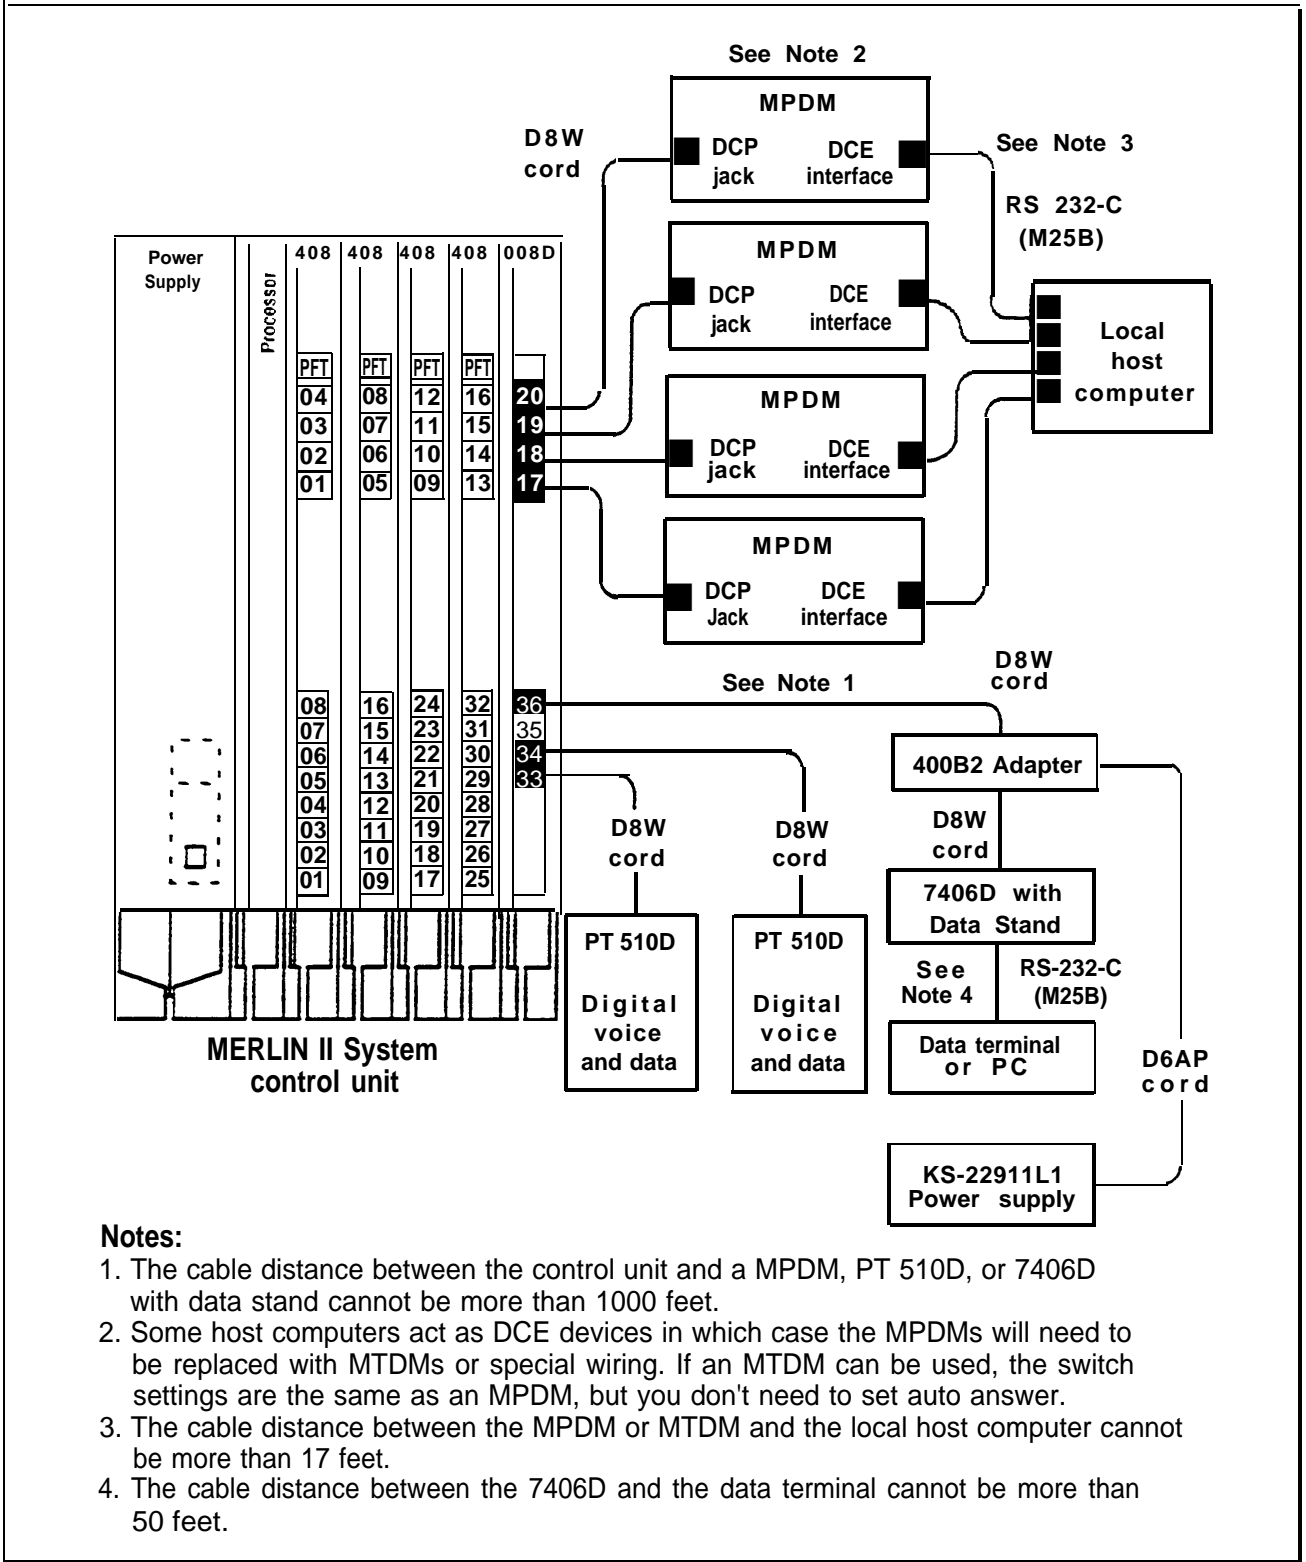 See Note 2
MPDM
DCP
jack
DCE
interface
D8W
cord
See Note 3
RS 232-C
(M25B)
MPDM
DCP
jack
DCE
interface
MPDM
DCP
jack
DCE
interface
MPDM
DCP
Jack
DCE
interface
Local
host
computer
Power
Supply
Processor
408 408 408 408 008D
PFT PFT PFT PFT
04 08 12 16 20
03 07 11 15 19
02 06 10 14 18
01 05 09 13 17
08 16 24 32 36
07 15 23 31 35
06 14 22 30 34
05 13 21 29 33
04 12 20 28
03 11 19 27
02 10 18 26
01 09 17 25
MERLIN II System
control unit
See Note 1
D8W
cord
400B2 Adapter
D8W
cord
D8W
cord
D8W
cord
PT 510D
Digital
voice
and data
PT 510D
Digital
voice
and data
7406D with
Data Stand
See
Note 4
RS-232-C
(M25B)
Data terminal
or PC
D6AP
cord
KS-22911L1
Power supply
Notes:
1. The cable distance between the control unit and a MPDM, PT 510D, or 7406D
with data stand cannot be more than 1000 feet.
2. Some host computers act as DCE devices in which case the MPDMs will need to
be replaced with MTDMs or special wiring. If an MTDM can be used, the switch
settings are the same as an MPDM, but you don't need to set auto answer.
3. The cable distance between the MPDM or MTDM and the local host computer cannot
be more than 17 feet.
4. The cable distance between the 7406D and the data terminal cannot be more than
50 feet.